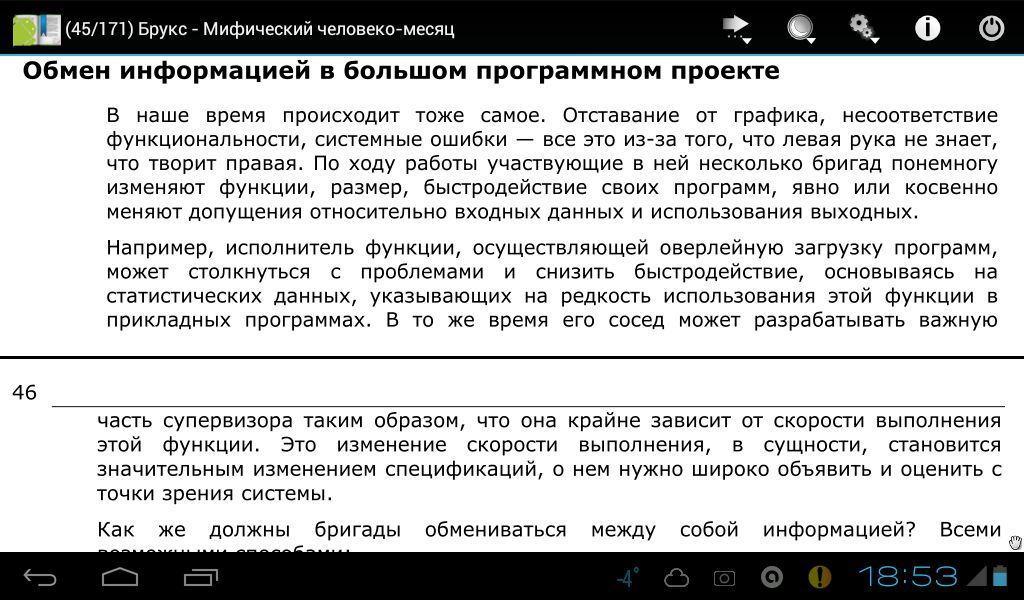 (45/171) Брукс - Мифический человеко-месяц
Обмен информацией в большом программном проекте
В наше время происходит тоже самое. Отставание от графика, несоответствие
функциональности, системные ошибки — все это из-за того, что левая рука не знает,
что творит правая. По ходу работы участвующие в ней несколько бригад понемногу
изменяют функции, размер, быстродействие своих программ, явно или косвенно
меняют допущения относительно входных данных и использования выходных.
Например, исполнитель функции, осуществляющей оверлейную загрузку программ,
может столкнуться с проблемами и снизить быстродействие, основываясь на
статистических данных, указывающих на редкость использования этой функции в
прикладных программах. В то же время его сосед может разрабатывать важную
46
часть супервизора таким образом, что она крайне зависит от скорости выполнения
этой функции. Это изменение скорости выполнения, в сущности, становится
значительным изменением спецификаций, о нем нужно широко объявить и оценить с
точки зрения системы.
Как же должны бригады обмениваться между собой информацией? Всеми
возможными способами:
-4°
18:53